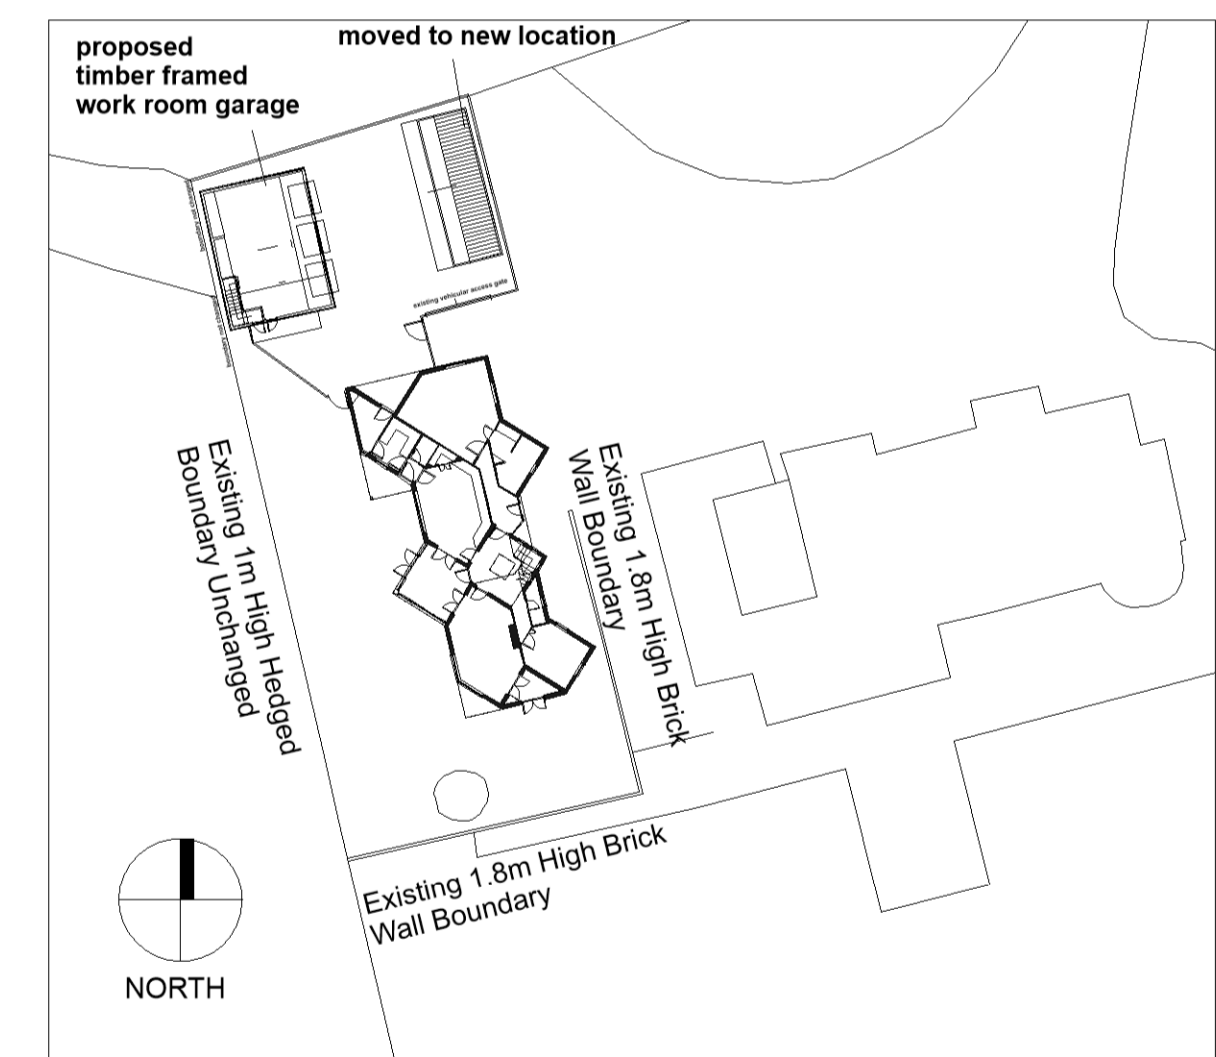 proposed
timber framed
work room garage
moved to new location
existing vehicular access gate
Existing 1m High Hedged
Boundary Unchanged
Existing 1.8m High Brick
Wall Boundary
Existing 1.8m High Brick
Wall Boundary
NORTH